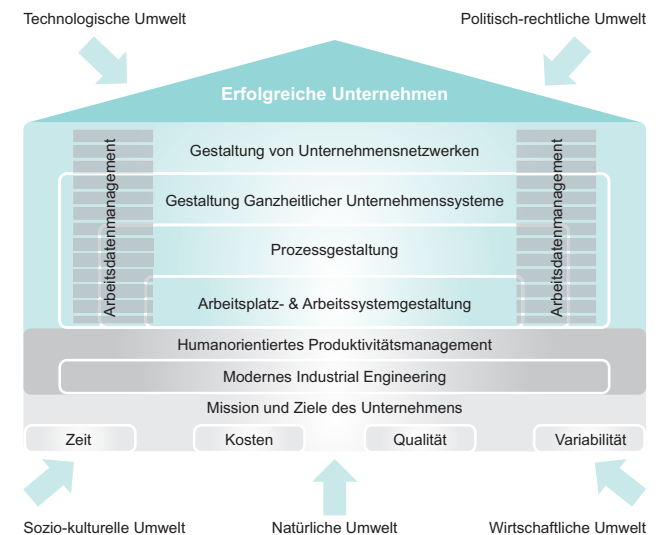 Technologische Umwelt
Politisch-rechtliche Umwelt
Erfolgreiche Unternehmen
Arbeitsdatenmanagement
Gestaltung von Unternehmensnetzwerken
Gestaltung Ganzheitlicher Unternehmenssysteme
Prozessgestaltung
Arbeitsplatz- & Arbeitssystemgestaltung
Arbeitsdatenmanagement
Humanorientiertes Produktivitätsmanagement
Modernes Industrial Engineering
Mission und Ziele des Unternehmens
Zeit
Kosten
Qualität
Variabilität
Sozio-kulturelle Umwelt
Natürliche Umwelt
Wirtschaftliche Umwelt